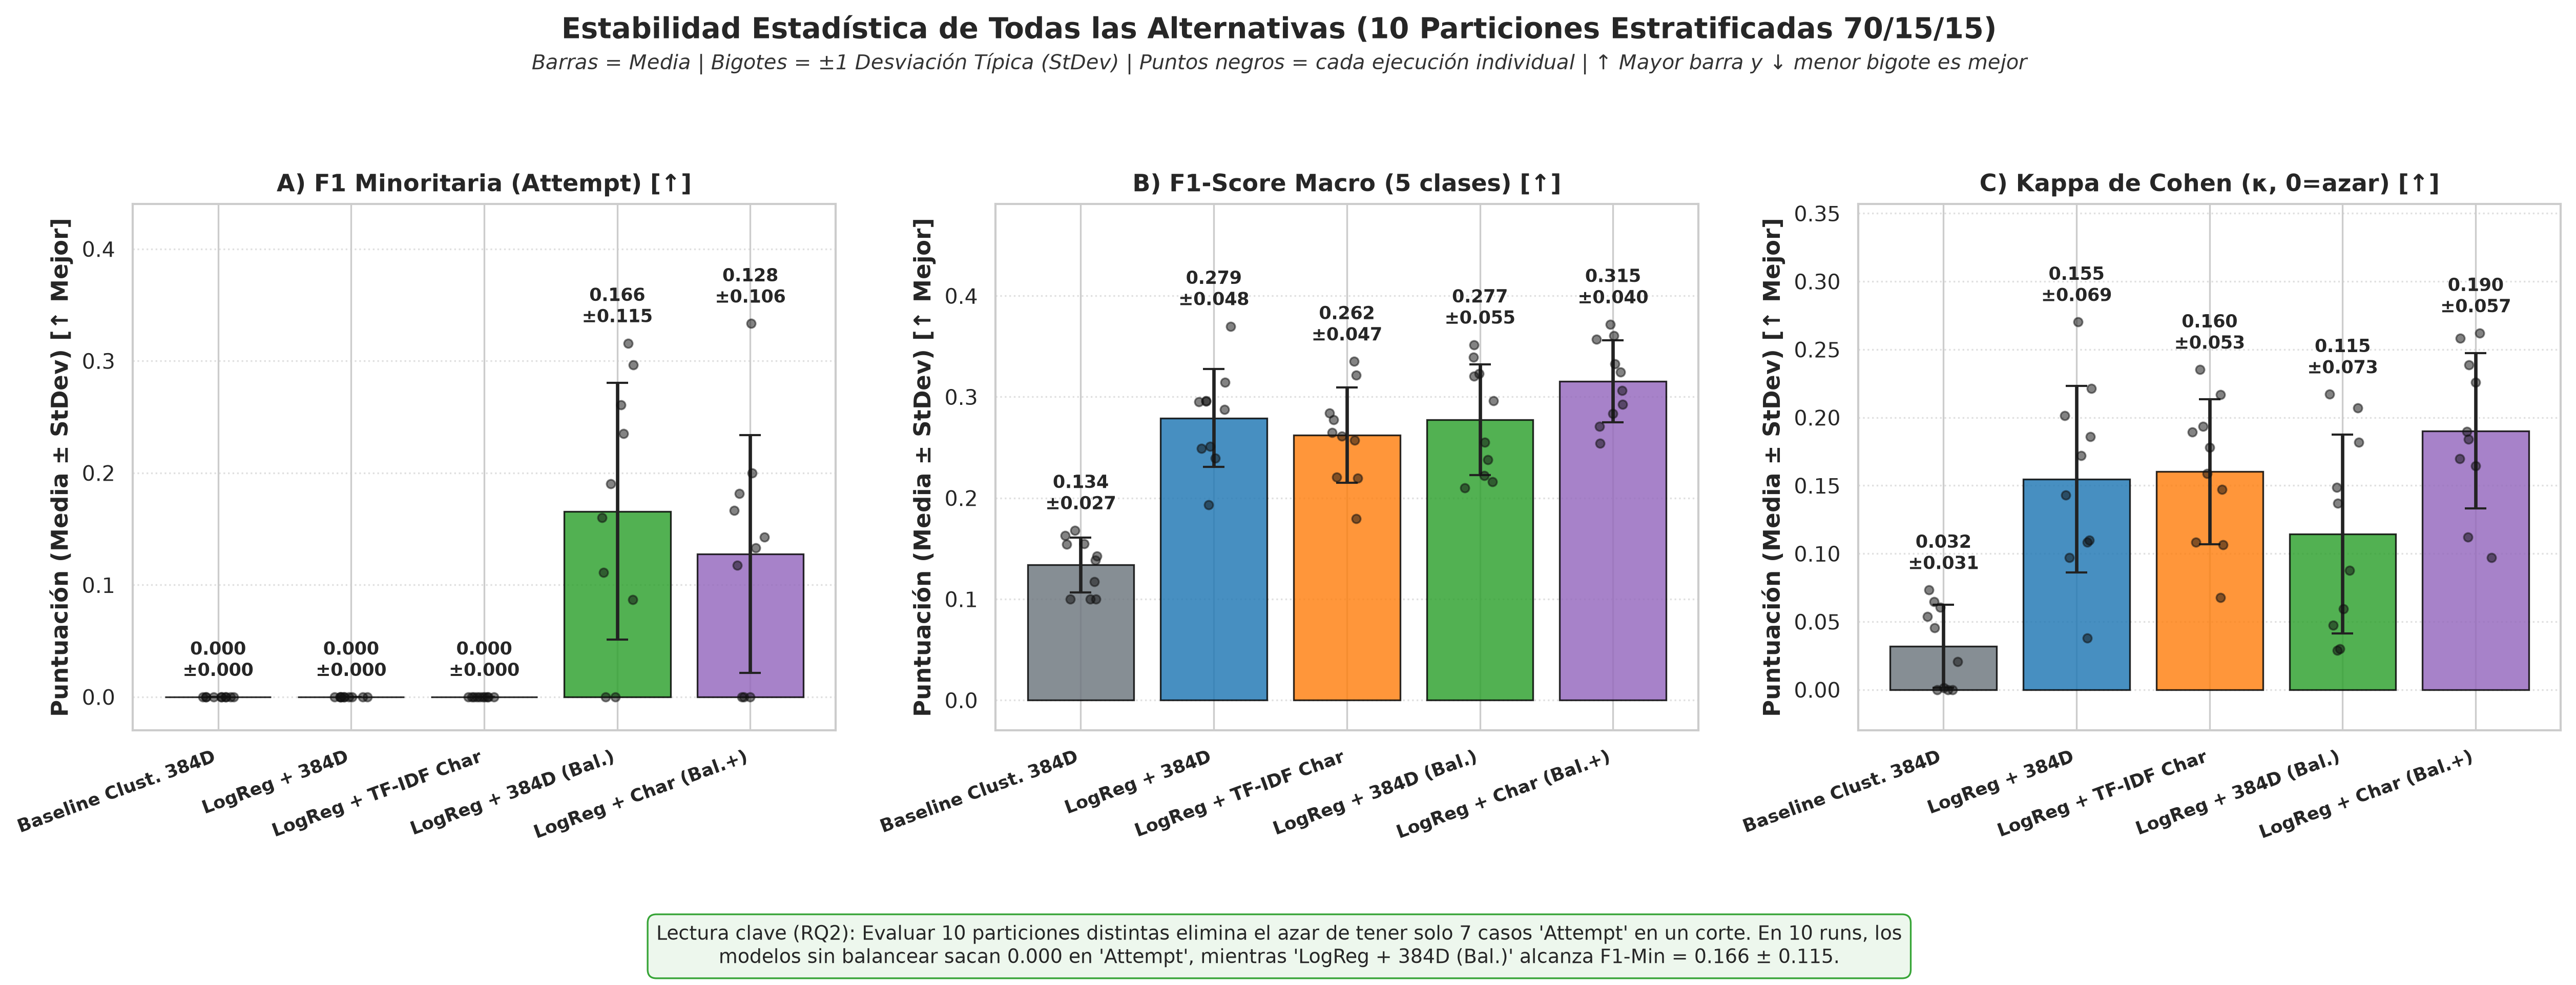 Estabilidad Estadística de Todas las Alternativas (10 Particiones Estratificadas 70/15/15)
Barras = Media | Bigotes = ±1 Desviación Típica (StDev) | Puntos negros = cada ejecución individual | ↑ Mayor barra y ↓ menor bigote es mejor
A) F1 Minoritaria (Attempt) [↑]
Puntuación (Media ± StDev) [↑ Mejor]
0.4
0.3
0.2
0.1
0.0
0.000
±0.000
0.000
±0.000
0.000
±0.000
0.166
±0.115
0.128
±0.106
Baseline Clust. 384D
LogReg + 384D
LogReg + TF-IDF Char
LogReg + 384D (Bal.)
LogReg + Char (Bal.+)
B) F1-Score Macro (5 clases) [↑]
Puntuación (Media ± StDev) [↑ Mejor]
0.4
0.3
0.2
0.1
0.0
0.134
±0.027
0.279
±0.048
0.262
±0.047
0.277
±0.055
0.315
±0.040
Baseline Clust. 384D
LogReg + 384D
LogReg + TF-IDF Char
LogReg + 384D (Bal.)
LogReg + Char (Bal.+)
C) Kappa de Cohen (κ, 0=azar) [↑]
Puntuación (Media ± StDev) [↑ Mejor]
0.35
0.30
0.25
0.20
0.15
0.10
0.05
0.00
0.032
±0.031
0.155
±0.069
0.160
±0.053
0.115
±0.073
0.190
±0.057
Baseline Clust. 384D
LogReg + 384D
LogReg + TF-IDF Char
LogReg + 384D (Bal.)
LogReg + Char (Bal.+)
Lectura clave (RQ2): Evaluar 10 particiones distintas elimina el azar de tener solo 7 casos 'Attempt' en un corte. En 10 runs, los
modelos sin balancear sacan 0.000 en 'Attempt', mientras 'LogReg + 384D (Bal.)' alcanza F1-Min = 0.166 ± 0.115.